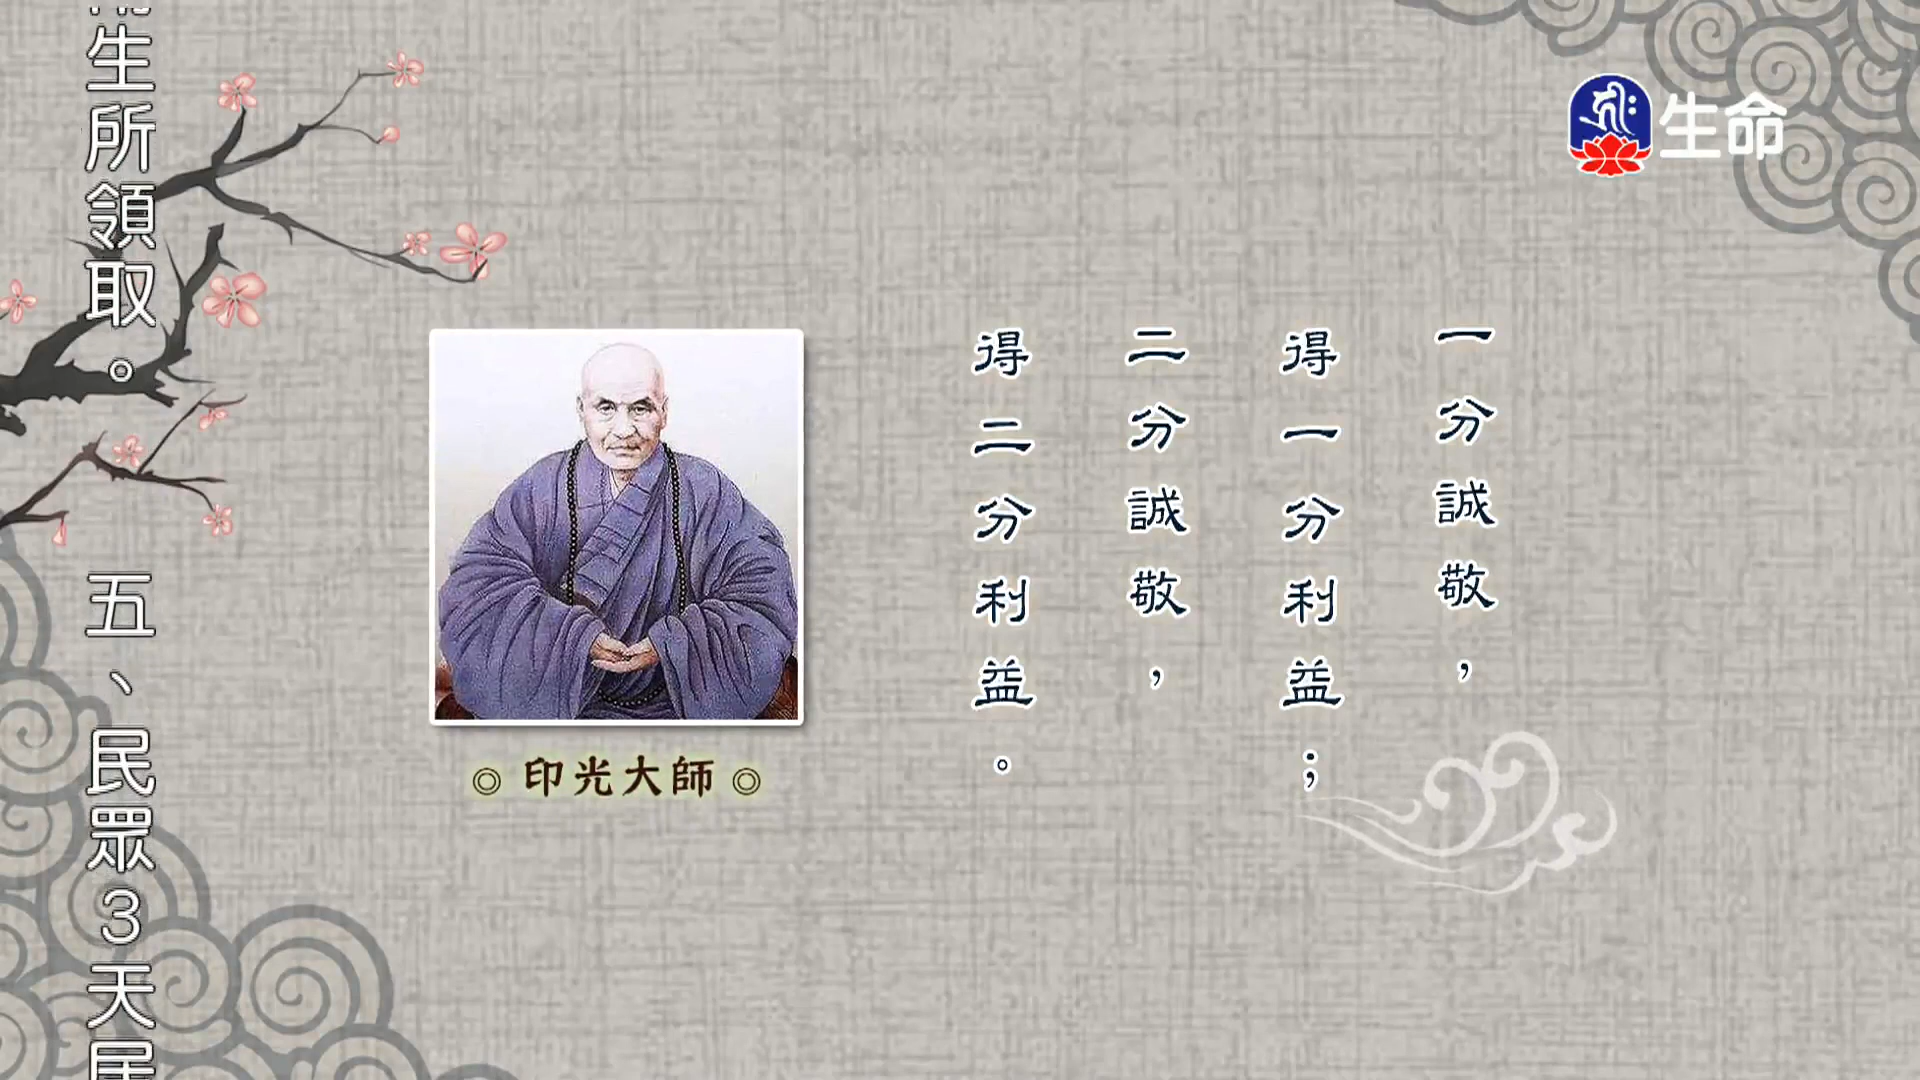 一分誠敬，
得一分利益；
二分誠敬，
得二分利益。
◎ 印光大師 ◎
生命
生所領取。 五、民眾3天居